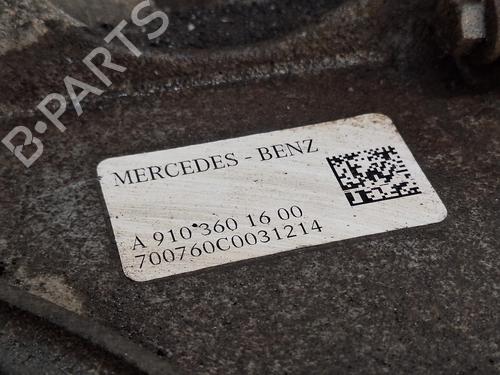 B-PARTS
MERCEDES - BENZ
A 910 360 16 00
700760C0031214